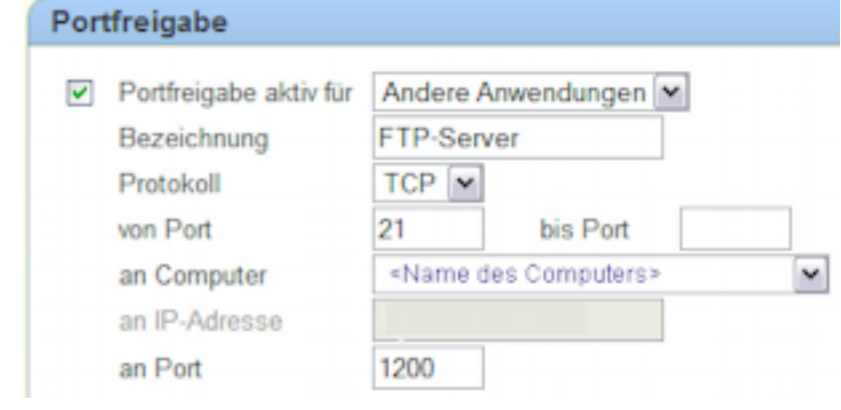 Portfreigabe
Portfreigabe aktiv für Andere Anwendungen
Bezeichnung FTP-Server
Protokoll TCP
von Port 21 bis Port
an Computer <Name des Computers>
an IP-Adresse
an Port 1200